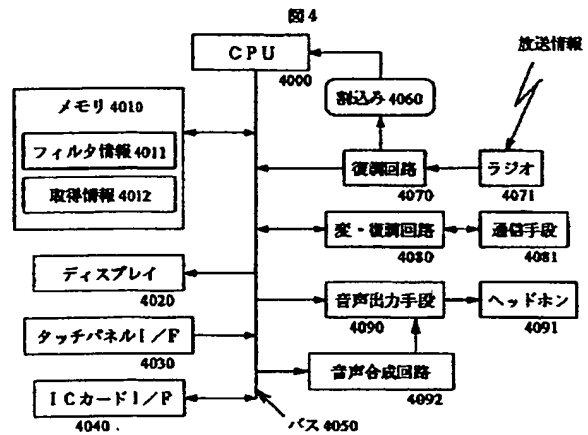 図4
放送情報
CPU
4000
メモリ 4010
フィルタ情報 4011
取得情報 4012
割込み 4060
復調回路
4070
ラジオ
4071
変・復調回路
4080
通信手段
4081
ディスプレイ
4020
音声出力手段
4090
ヘッドホン
4091
タッチパネルI/F
4030
音声合成回路
4092
ICカードI/F
4040
バス 4050